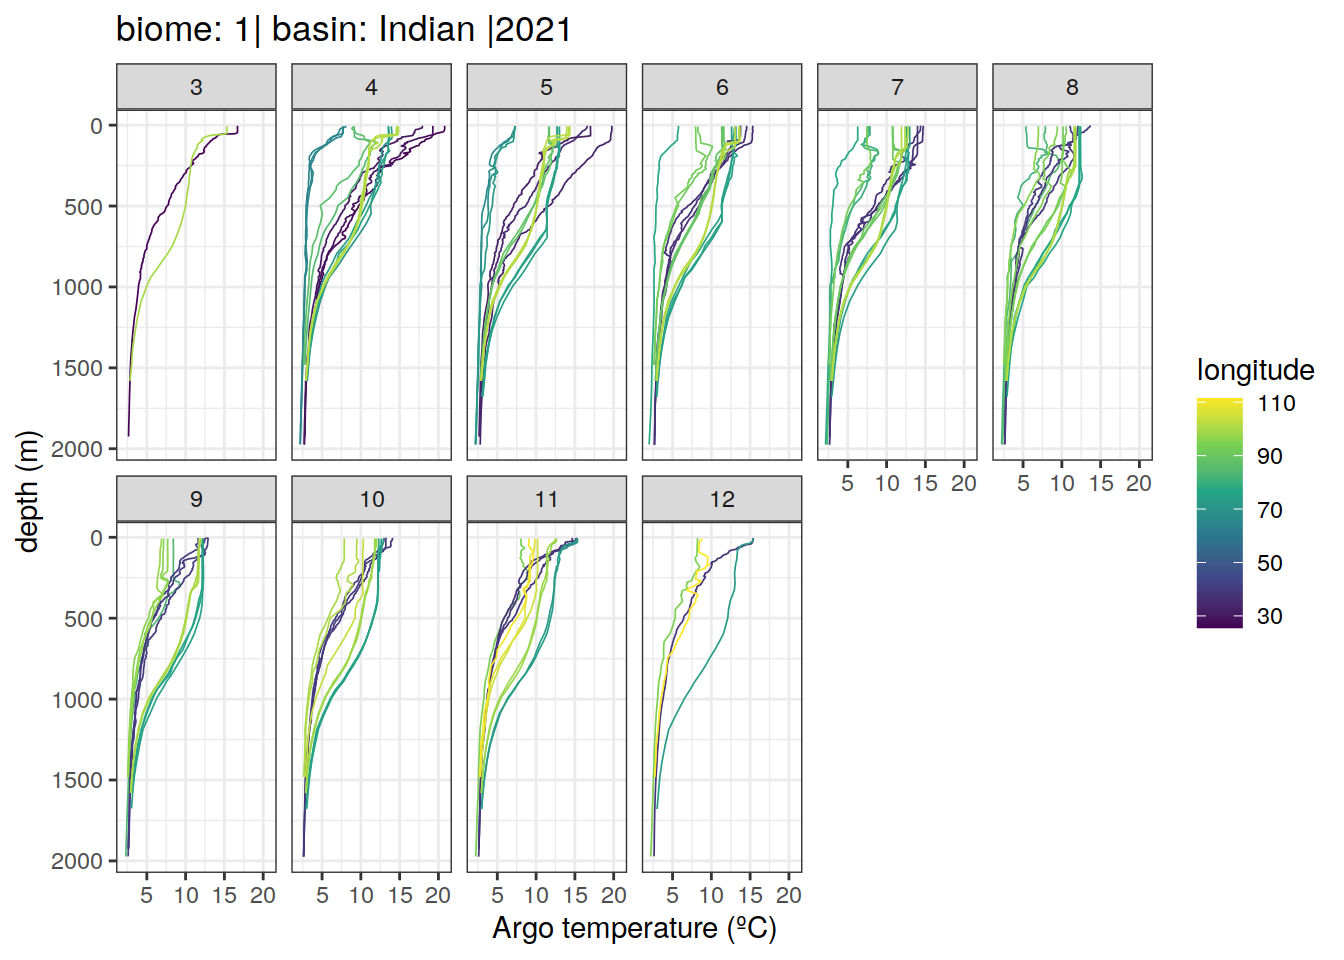 biome: 1| basin: Indian |2021
3 4 5 6 7 8
0
500
1000
1500
2000
5 10 15 20 5 10 15 20
9 10 11 12
0
500
1000
1500
2000
5 10 15 20 5 10 15 20 5 10 15 20 5 10 15 20
depth (m)
Argo temperature (ºC)
longitude
110
90
70
50
30